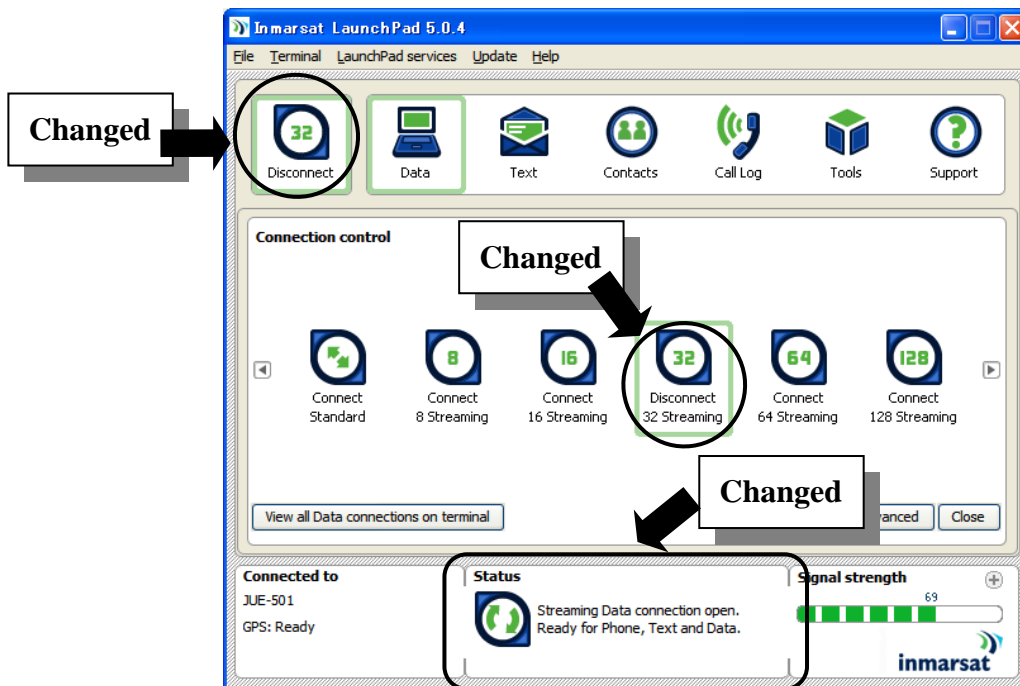 Inmarsat LaunchPad 5.0.4
File Terminal LaunchPad services Update Help
Changed
32
Disconnect
Data
Text
Contacts
Call Log
Tools
?
Support
Connection control
Changed
Connect
Standard
8
Connect
8 Streaming
16
Connect
16 Streaming
32
Disconnect
32 Streaming
64
Connect
64 Streaming
128
Connect
128 Streaming
Changed
View all Data connections on terminal
vanced
Close
Connected to
JUE-501
GPS: Ready
Status
Streaming Data connection open.
Ready for Phone, Text and Data.
Signal strength
69
inmarsat